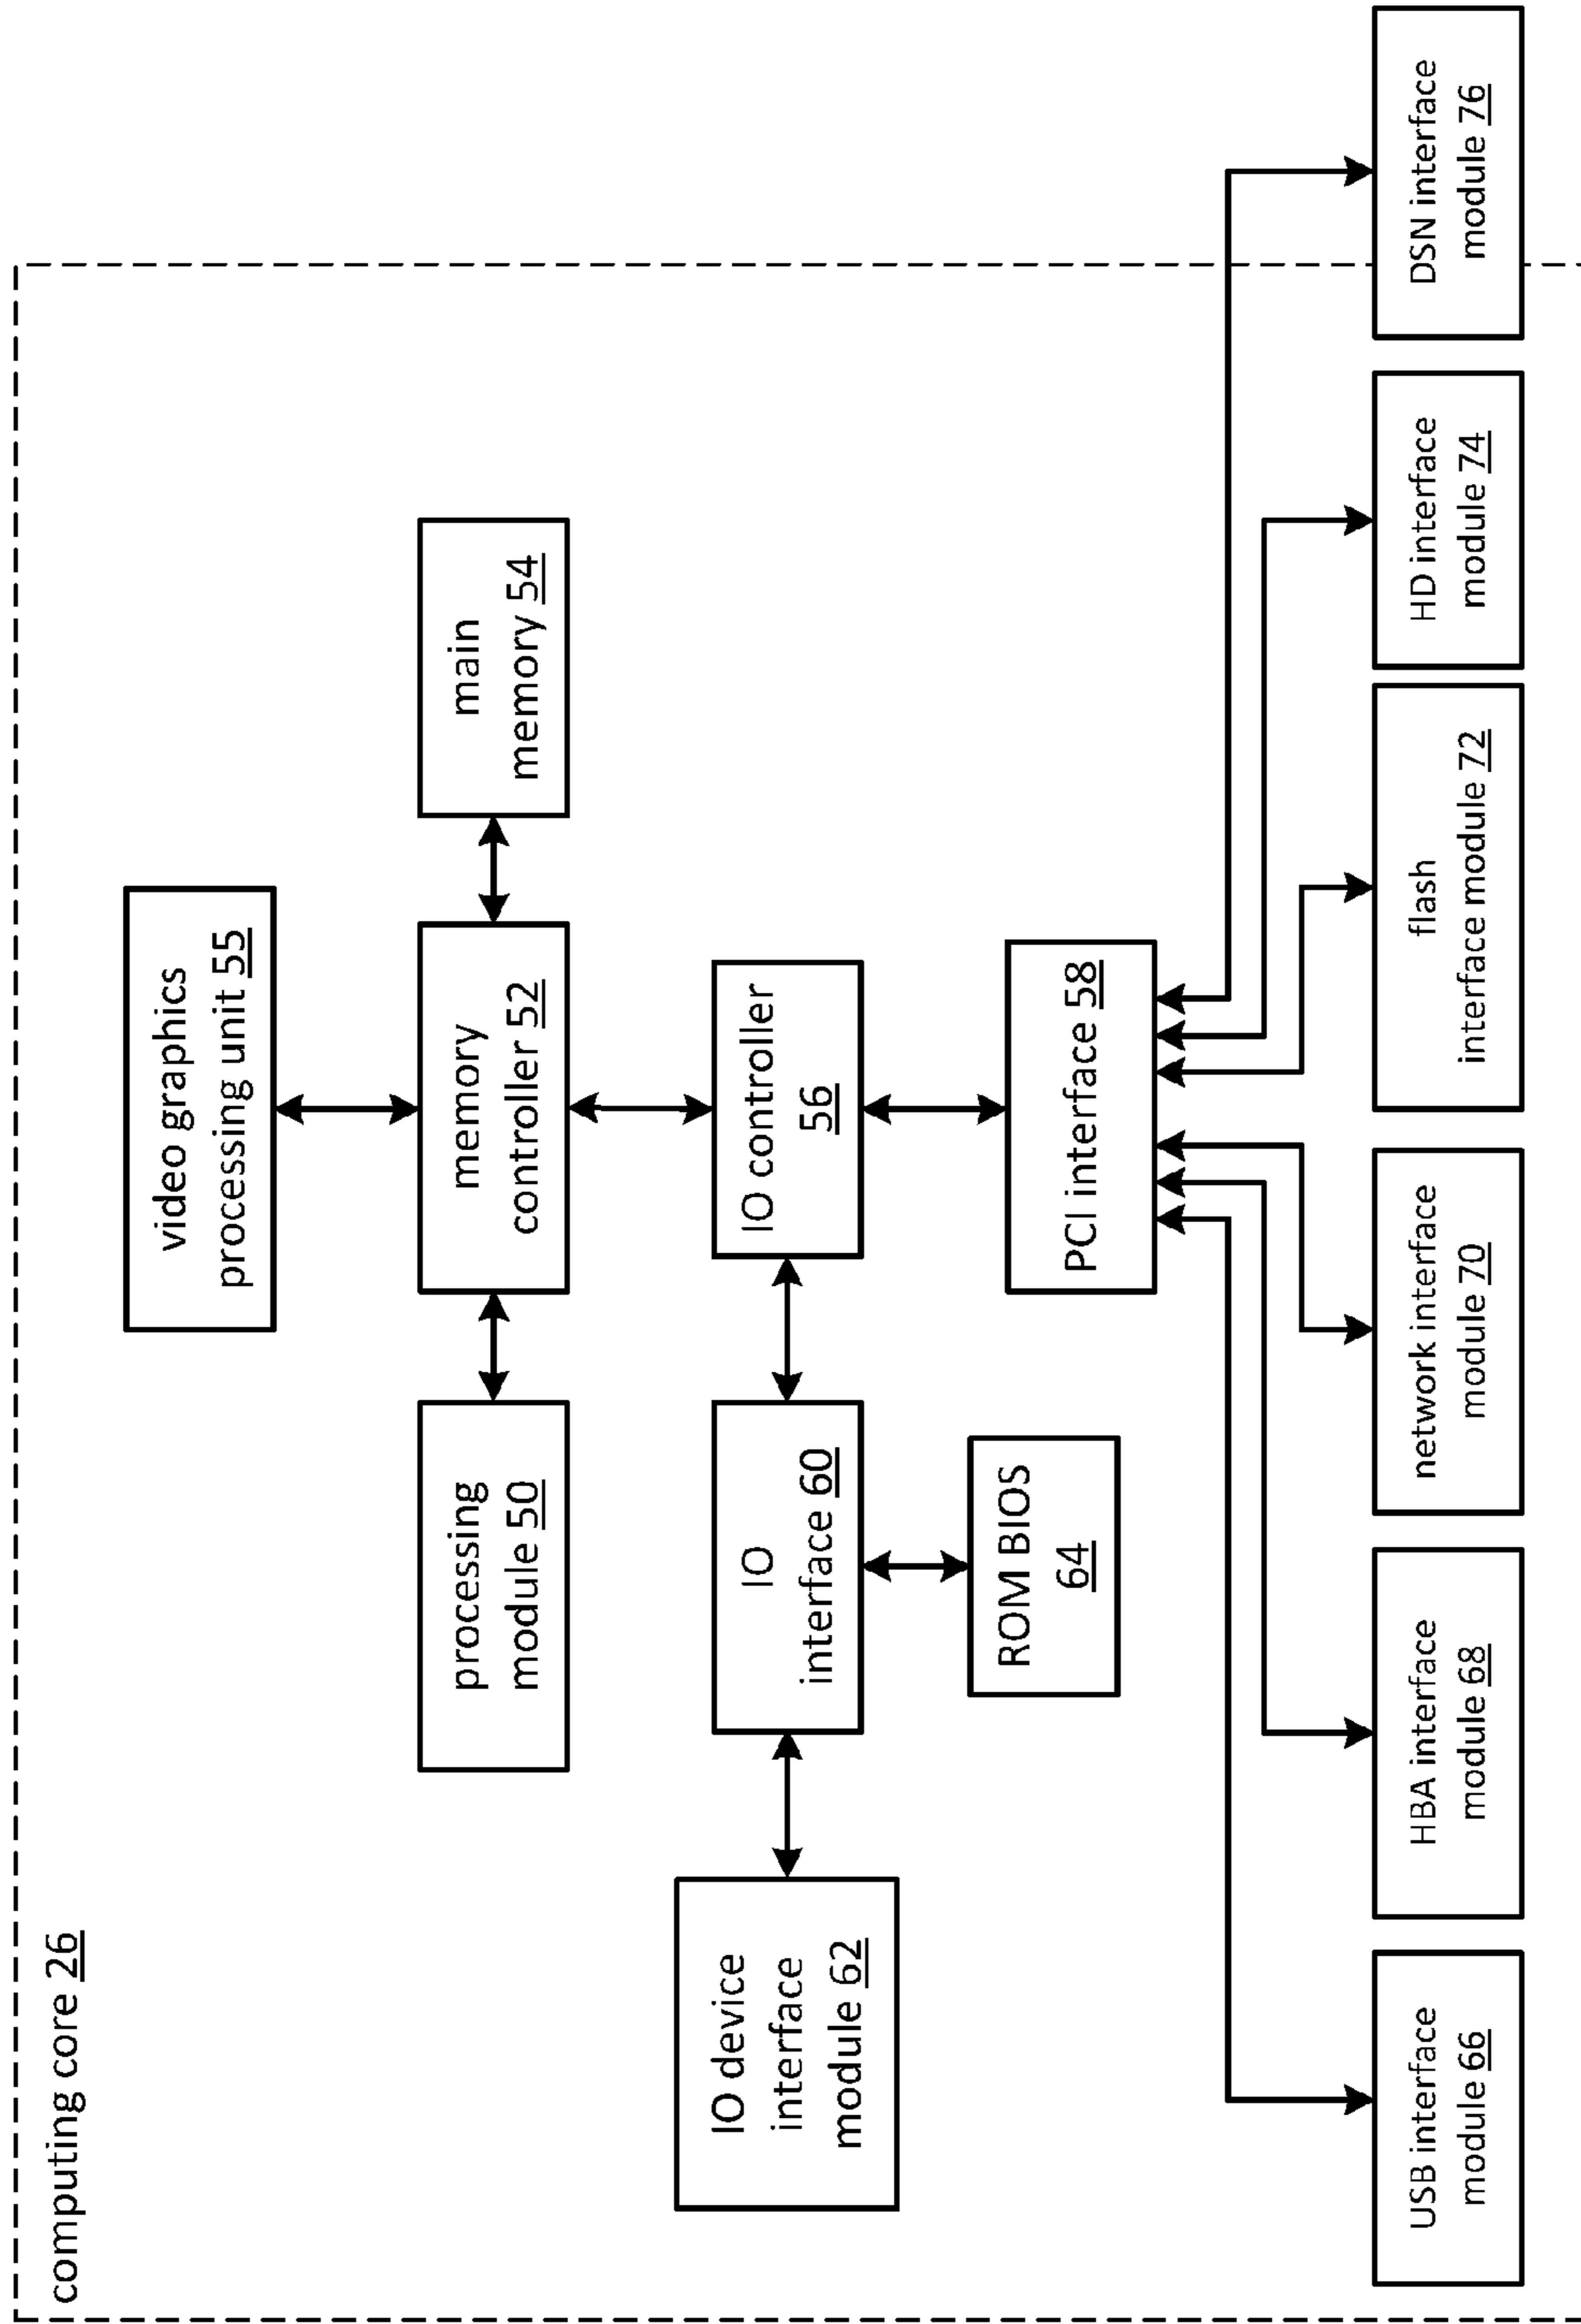 computing core 26
video graphics
processing unit 55
processing
module 50
memory
controller 52
main
memory 54
IO device
interface
module 62
IO
interface 60
IO controller
56
ROM BIOS
64
PCI interface 58
USB interface
module 66
HBA interface
module 68
network interface
module 70
flash
interface module 72
HD interface
module 74
DSN interface
module 76